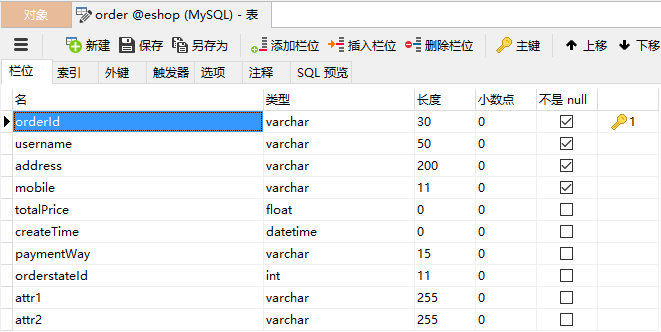 对象 order @eshop (MySQL) - 表
新建 保存 另存为 添加栏位 插入栏位 删除栏位 主键 上移 下移
栏位 索引 外键 触发器 选项 注释 SQL 预览
名 类型 长度 小数点 不是 null
orderId varchar 30 0 1
username varchar 50 0
address varchar 200 0
mobile varchar 11 0
totalPrice float 0 0
createTime datetime 0 0
paymentWay varchar 15 0
orderstateId int 11 0
attr1 varchar 255 0
attr2 varchar 255 0